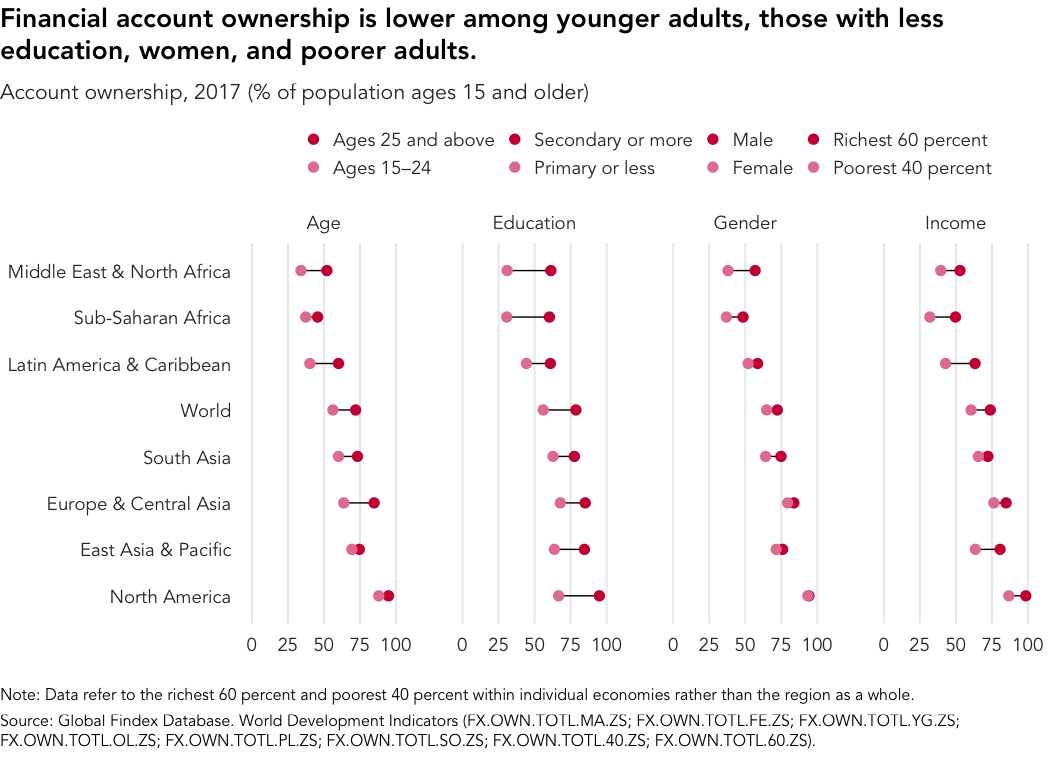 Financial account ownership is lower among younger adults, those with less
education, women, and poorer adults.
Account ownership, 2017 (% of population ages 15 and older)
Ages 25 and above Secondary or more Male Richest 60 percent
Ages 15–24 Primary or less Female Poorest 40 percent
Age Education Gender Income
Middle East & North Africa
Sub-Saharan Africa
Latin America & Caribbean
World
South Asia
Europe & Central Asia
East Asia & Pacific
North America
0 25 50 75 100 0 25 50 75 100 0 25 50 75 100 0 25 50 75 100
Note: Data refer to the richest 60 percent and poorest 40 percent within individual economies rather than the region as a whole.
Source: Global Findex Database. World Development Indicators (FX.OWN.TOTL.MA.ZS; FX.OWN.TOTL.FE.ZS; FX.OWN.TOTL.YG.ZS;
FX.OWN.TOTL.OL.ZS; FX.OWN.TOTL.PL.ZS; FX.OWN.TOTL.SO.ZS; FX.OWN.TOTL.40.ZS; FX.OWN.TOTL.60.ZS).